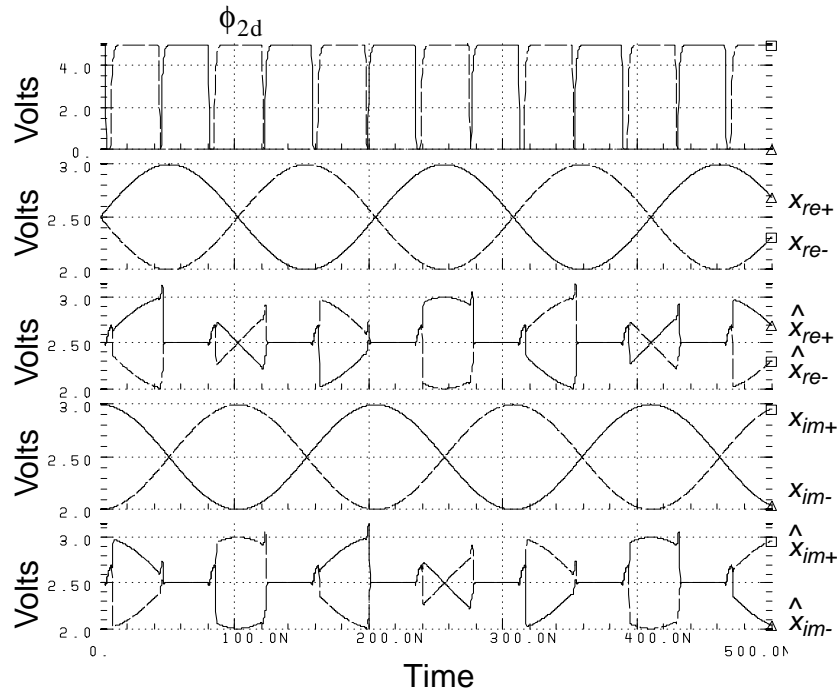 ϕ2d
Volts
4.0
2.0
0.
Volts
3.0
2.50
2.0
xre+
xre-
Volts
3.0
2.50
2.0
x̂re+
x̂re-
Volts
3.0
2.50
2.0
xim+
xim-
Volts
3.0
2.50
2.0
x̂im+
x̂im-
0. 100.0N 200.0N 300.0N 400.0N 500.0N
Time